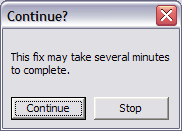 Continue?
This fix may take several minutes
to complete.
Continue Stop